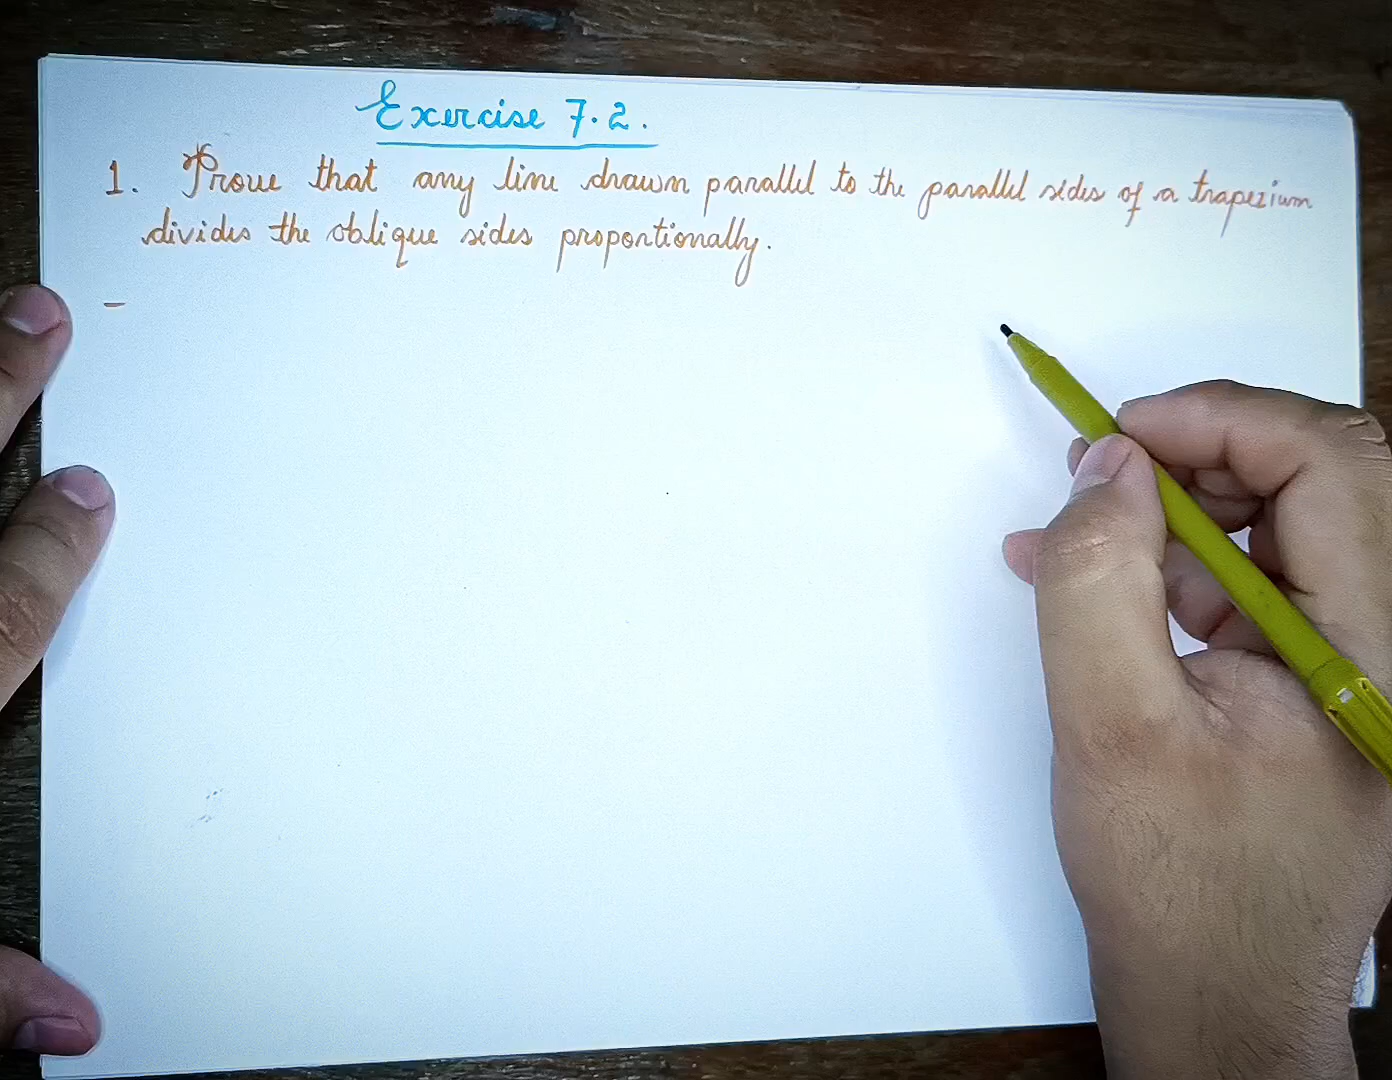 Exercise 7.2.
1. Prove that any line drawn parallel to the parallel sides of a trapezium
divides the oblique sides proportionally.
-